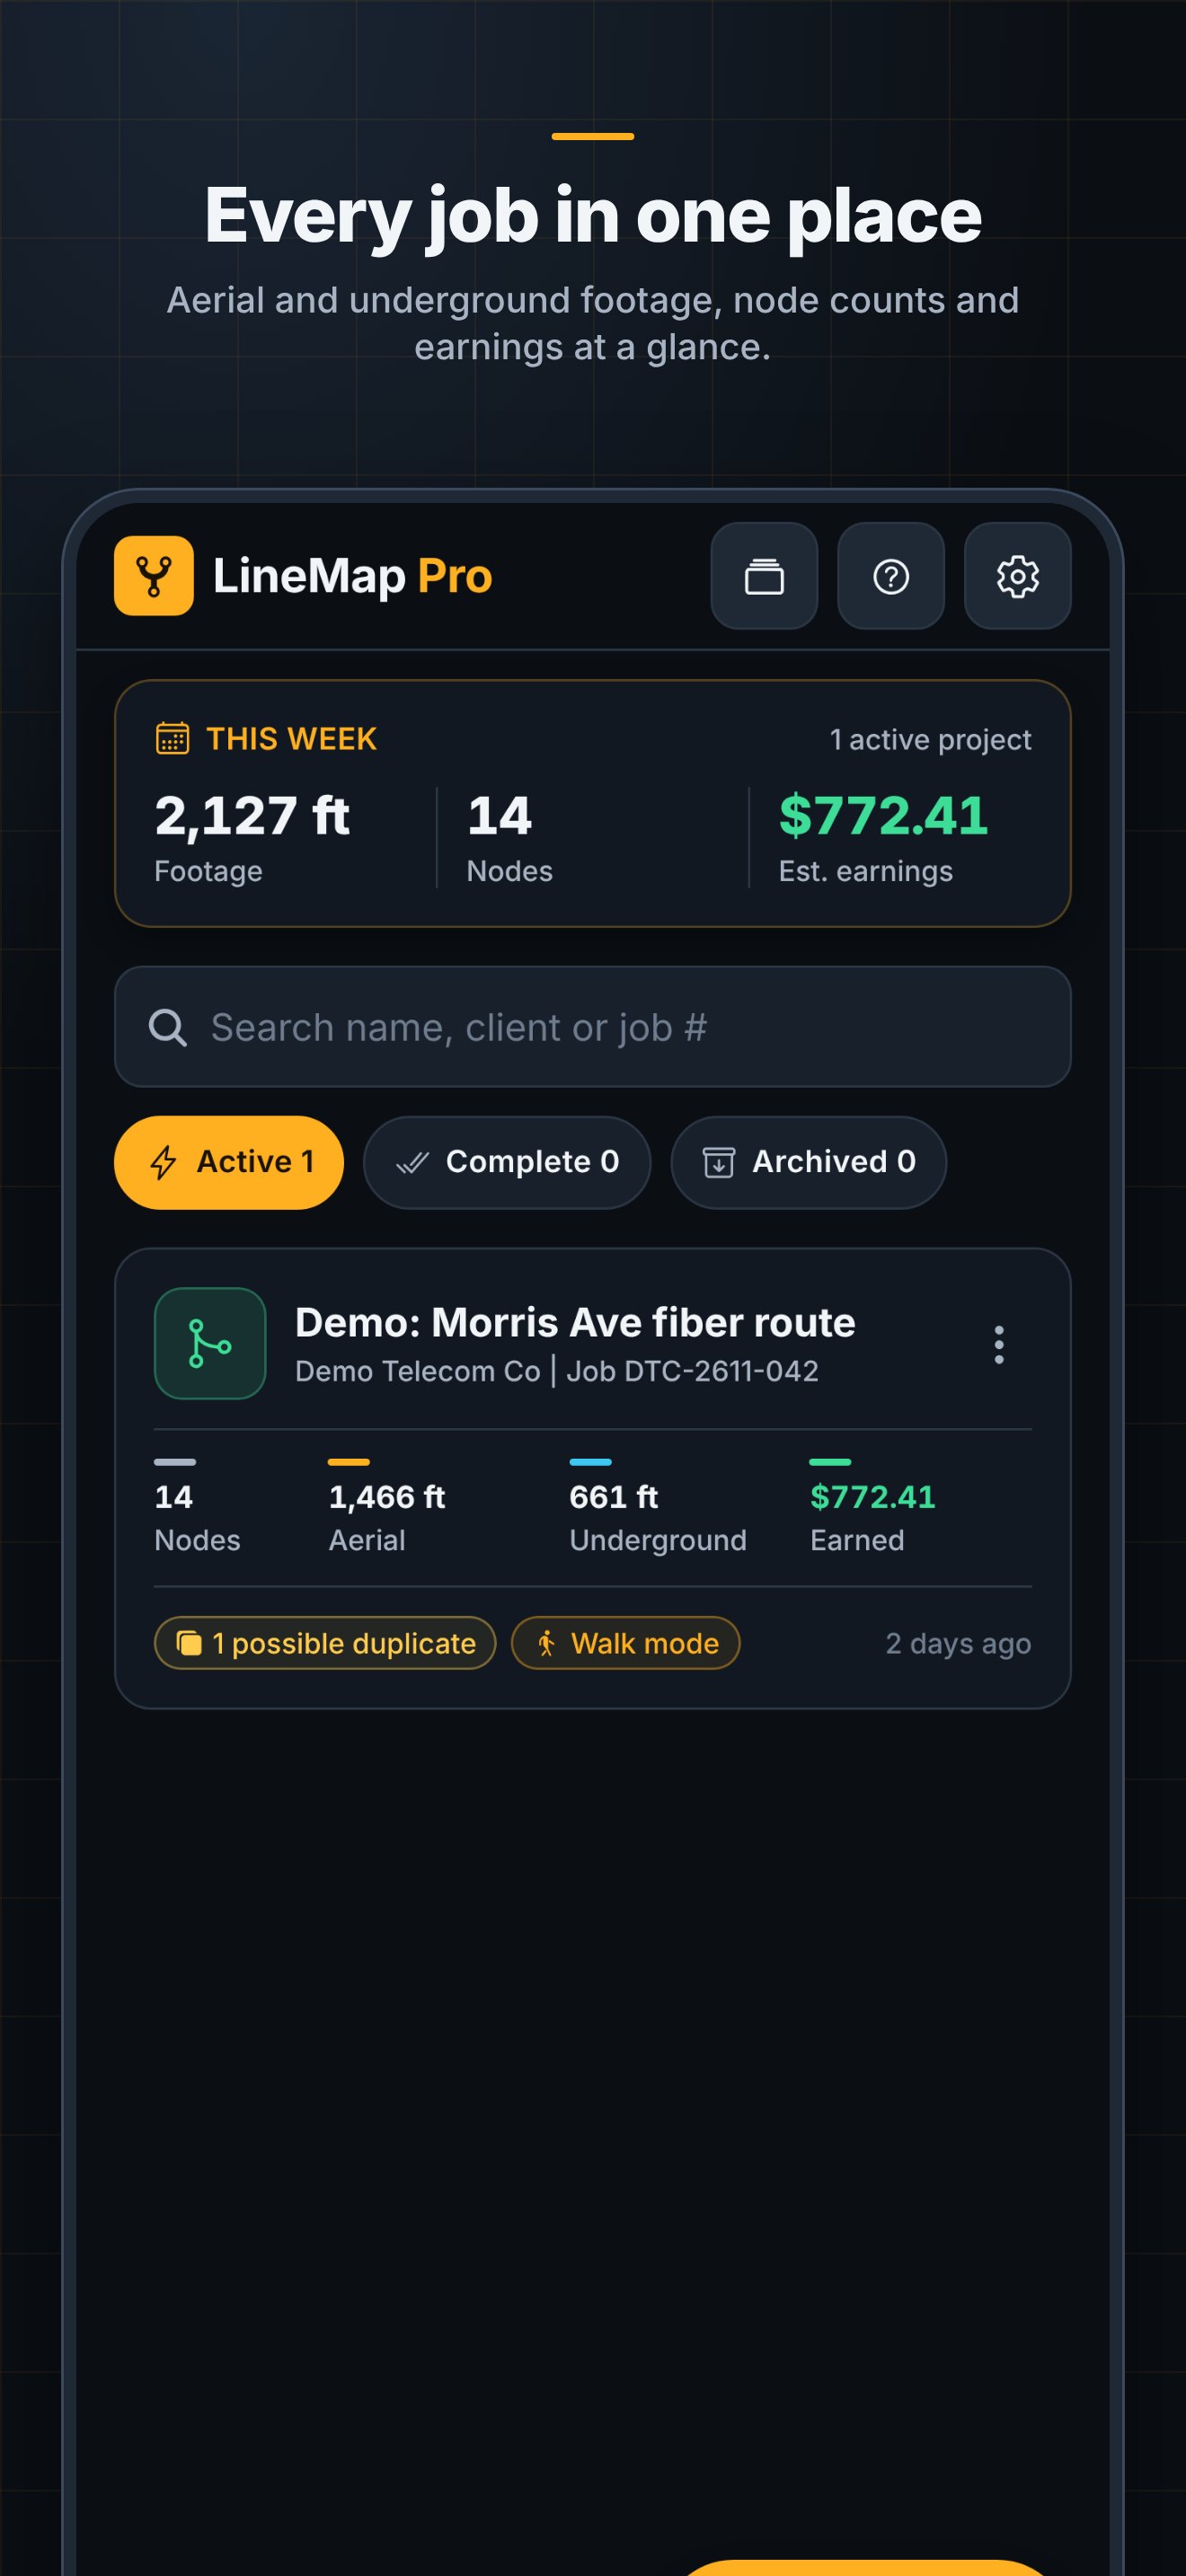 Every job in one place
Aerial and underground footage, node counts and
earnings at a glance.
LineMap Pro
THIS WEEK
1 active project
2,127 ft
14
$772.41
Footage
Nodes
Est. earnings
Search name, client or job #
Active 1
Complete 0
Archived 0
Demo: Morris Ave fiber route
Demo Telecom Co | Job DTC-2611-042
14
1,466 ft
661 ft
$772.41
Nodes
Aerial
Underground
Earned
1 possible duplicate
Walk mode
2 days ago